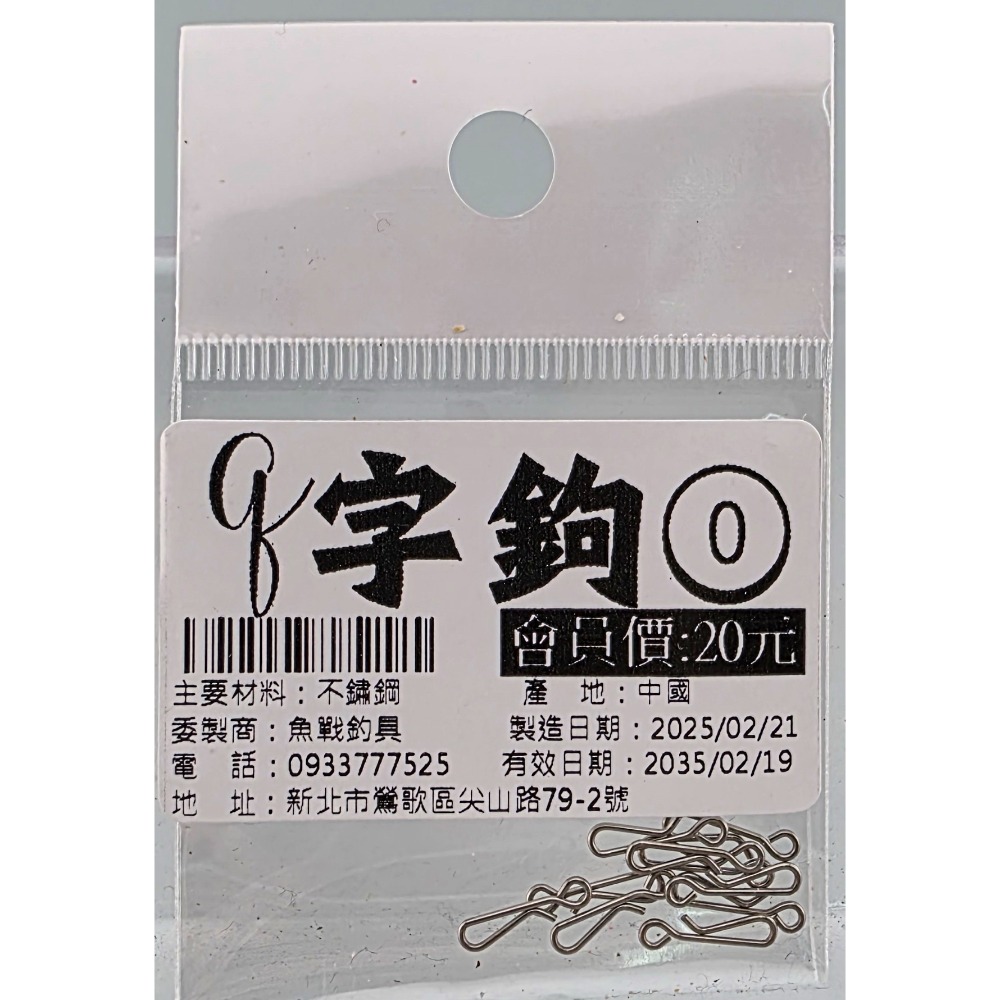 q字鉤 0
會員價:20元
主要材料:不鏽鋼 產 地:中國
委製商:魚戰釣具 製造日期:2025/02/21
電 話:0933777525 有效日期:2035/02/19
地 址:新北市鶯歌區尖山路79-2號